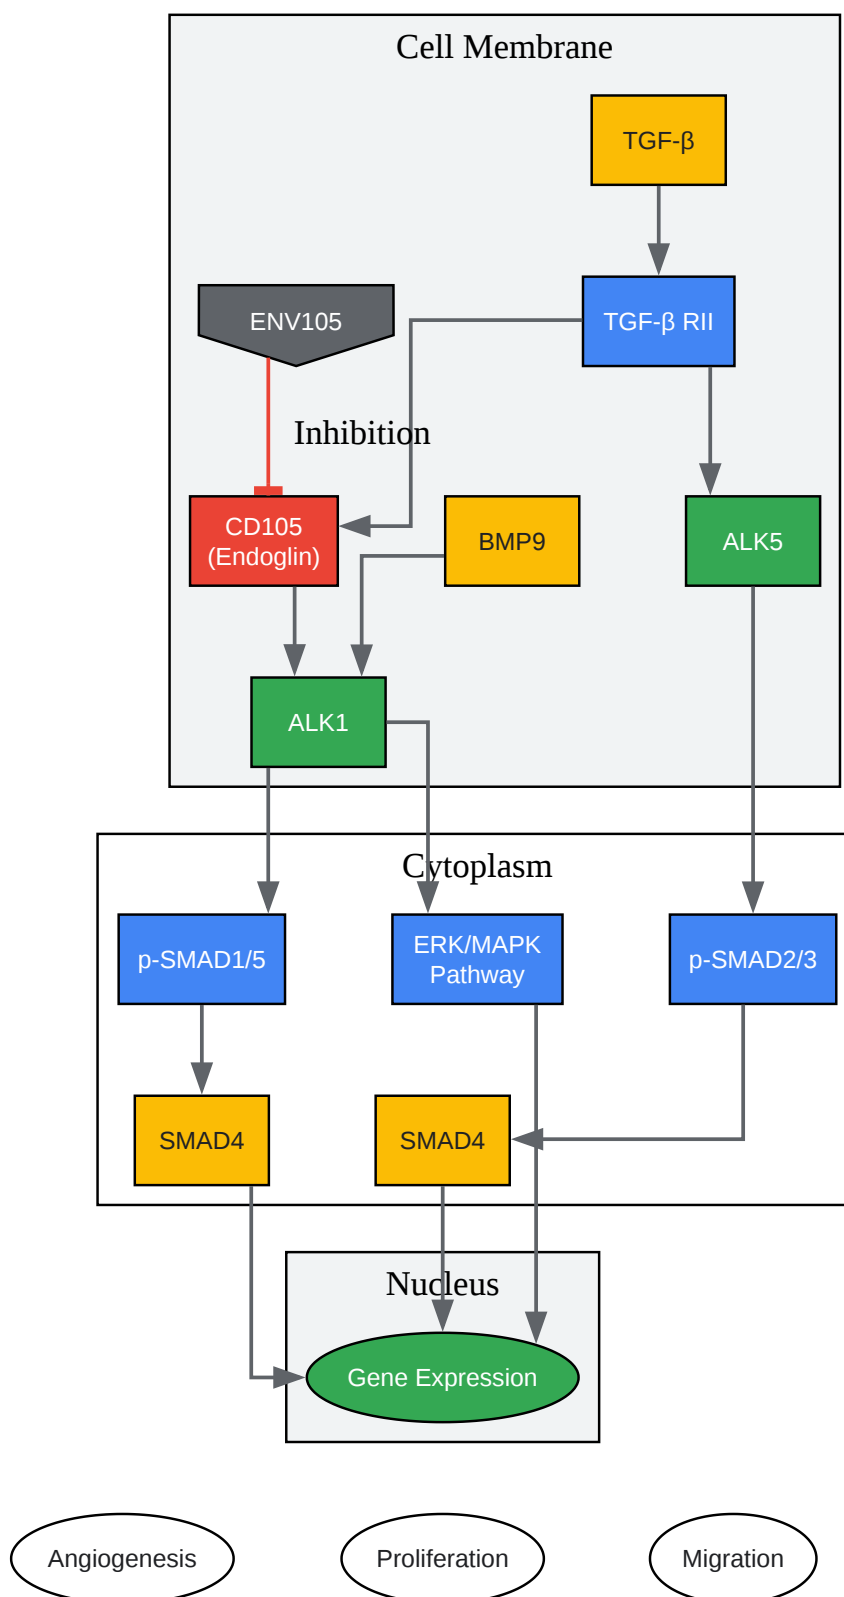 Cell Membrane
TGF-β
ENV105
TGF-β RII
Inhibition
CD105
(Endoglin)
BMP9
ALK5
ALK1
Cytoplasm
p-SMAD1/5
ERK/MAPK
Pathway
p-SMAD2/3
SMAD4
SMAD4
Nucleus
Gene Expression
Angiogenesis
Proliferation
Migration